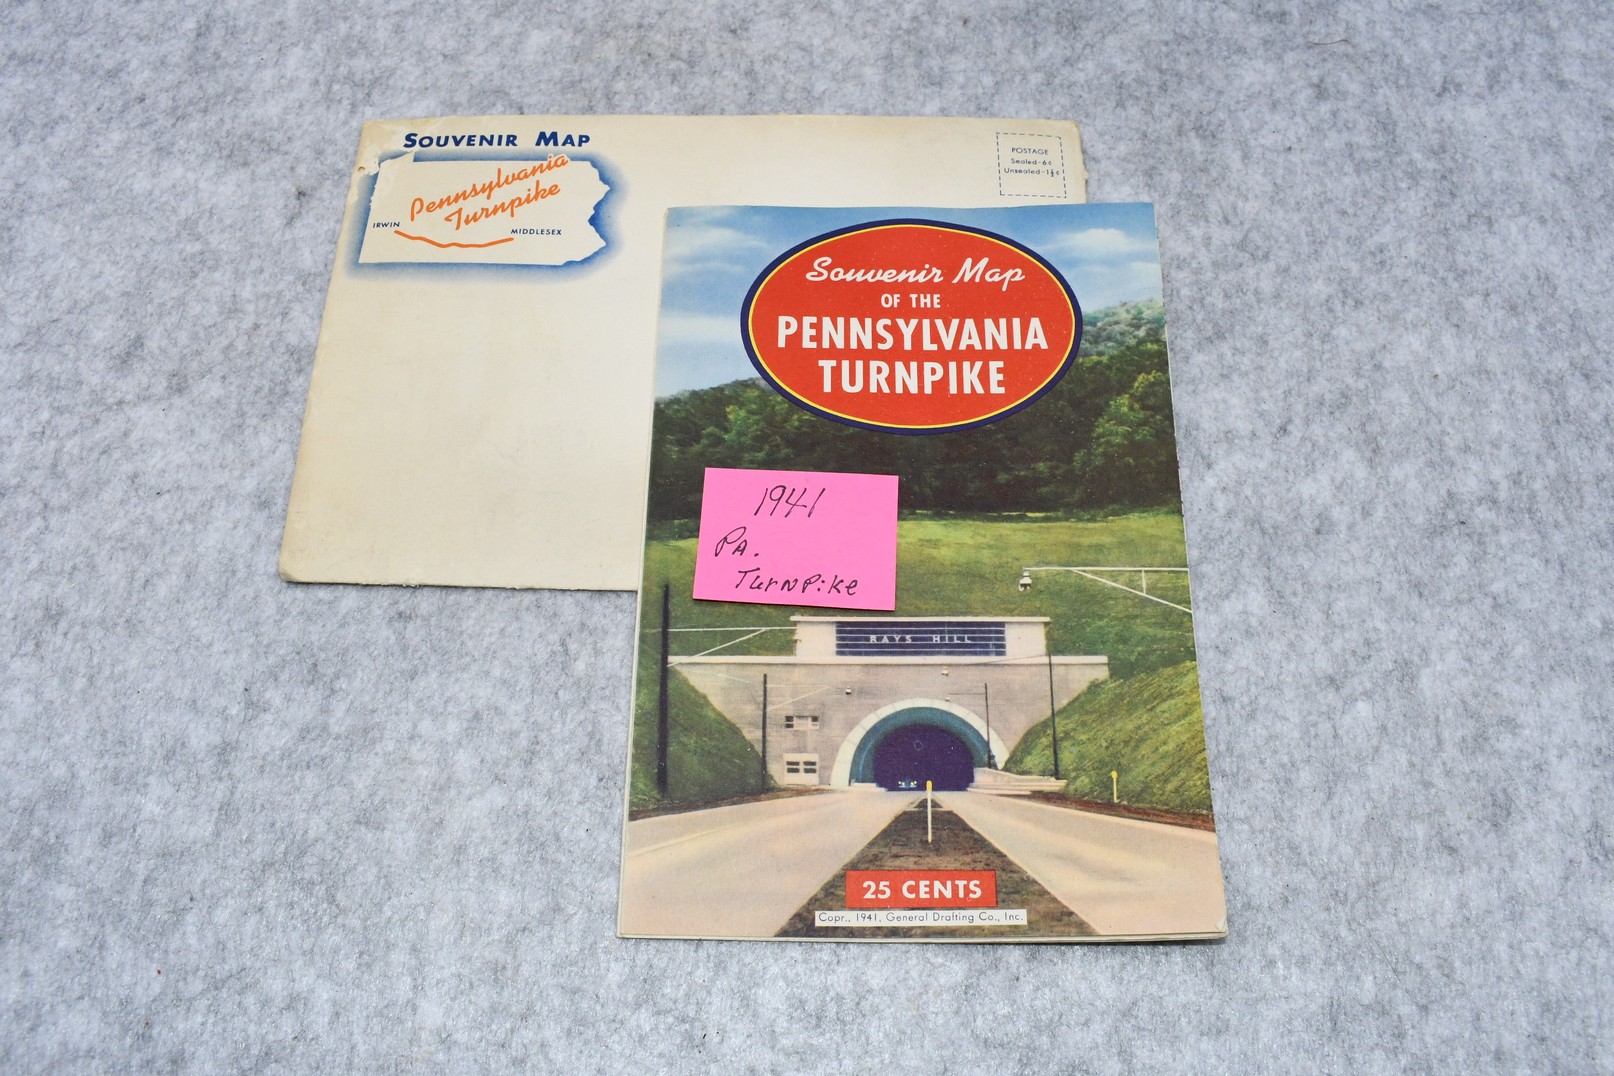 SOUVENIR MAP
Pennsylvania
Turnpike
IRWIN
MIDDLESEX
POSTAGE
Sealed-6¢
Unsealed-1½¢
Souvenir Map
OF THE
PENNSYLVANIA
TURNPIKE
1941
PA.
TurnPike
RAYS HILL
25 CENTS
Copr., 1941, General Drafting Co., Inc.